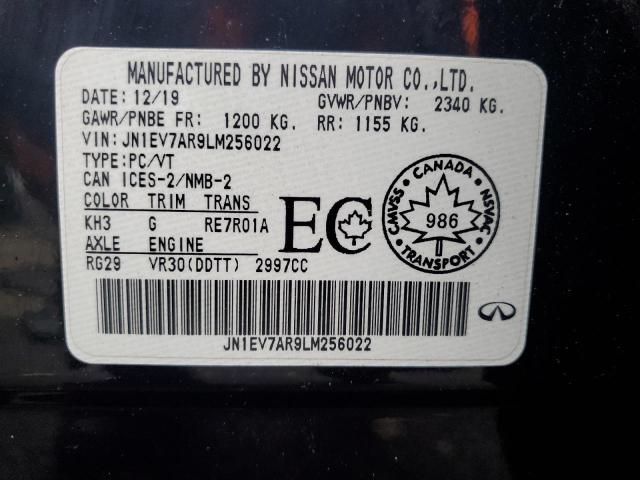 MANUFACTURED BY NISSAN MOTOR CO.,LTD.
DATE: 12/19 GVWR/PNBV: 2340 KG.
GAWR/PNBE FR: 1200 KG. RR: 1155 KG.
VIN: JN1EV7AR9LM256022
TYPE: PC/VT
CAN ICES-2/NMB-2
COLOR TRIM TRANS
KH3 G RE7R01A
AXLE ENGINE
RG29 VR30(DDTT) 2997CC
EC
CANADA
CMVSS
NSVAC
986
TRANSPORT
JN1EV7AR9LM256022